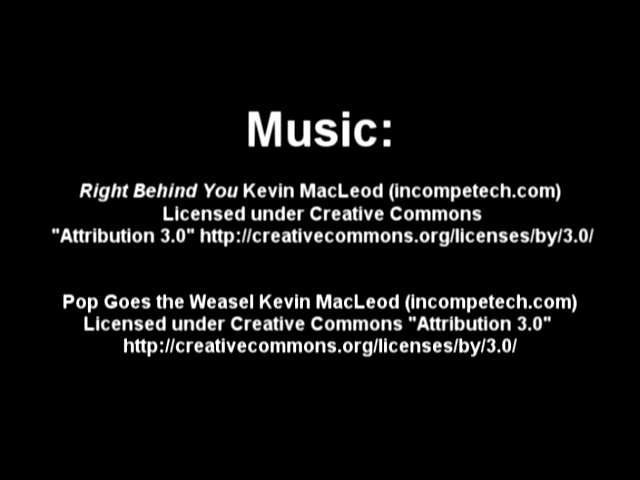 Music:
Right Behind You Kevin MacLeod (incompetech.com)
Licensed under Creative Commons
"Attribution 3.0" http://creativecommons.org/licenses/by/3.0/
Pop Goes the Weasel Kevin MacLeod (incompetech.com)
Licensed under Creative Commons "Attribution 3.0"
http://creativecommons.org/licenses/by/3.0/